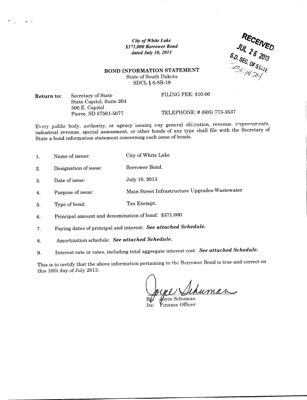 City of White Lake
$371,000 Borrower Bond
dated July 10, 2013
RECEIVED
JUL 26 2013
S.D. SEC. OF STATE
BOND INFORMATION STATEMENT
State of South Dakota
SDCL § 6-8B-19
Return to: Secretary of State FILING FEE: $10.00
State Capitol, Suite 204
500 E. Capitol
Pierre, SD 57501-5077 TELEPHONE: # (605) 773-3537
Every public body, authority, or agency issuing any general obligation, revenue, improvement,
industrial revenue, special assessment, or other bonds of any type shall file with the Secretary of
State a bond information statement concerning each issue of bonds.
1. Name of issuer: City of White Lake
2. Designation of issue: Borrower Bond.
3. Date of issue: July 10, 2013
4. Purpose of issue: Main Street Infrastructure Upgrades-Wastewater
5. Type of bond: Tax Exempt.
6. Principal amount and denomination of bond: $371,000
7. Paying dates of principal and interest: See attached Schedule.
8. Amortization schedule: See attached Schedule.
9. Interest rate or rates, including total aggregate interest cost: See attached Schedule.
This is to certify that the above information pertaining to the Borrower Bond is true and correct on
this 10th day of July 2013.
Joyce Schuman
By: Joyce Schuman
Its: Finance Officer